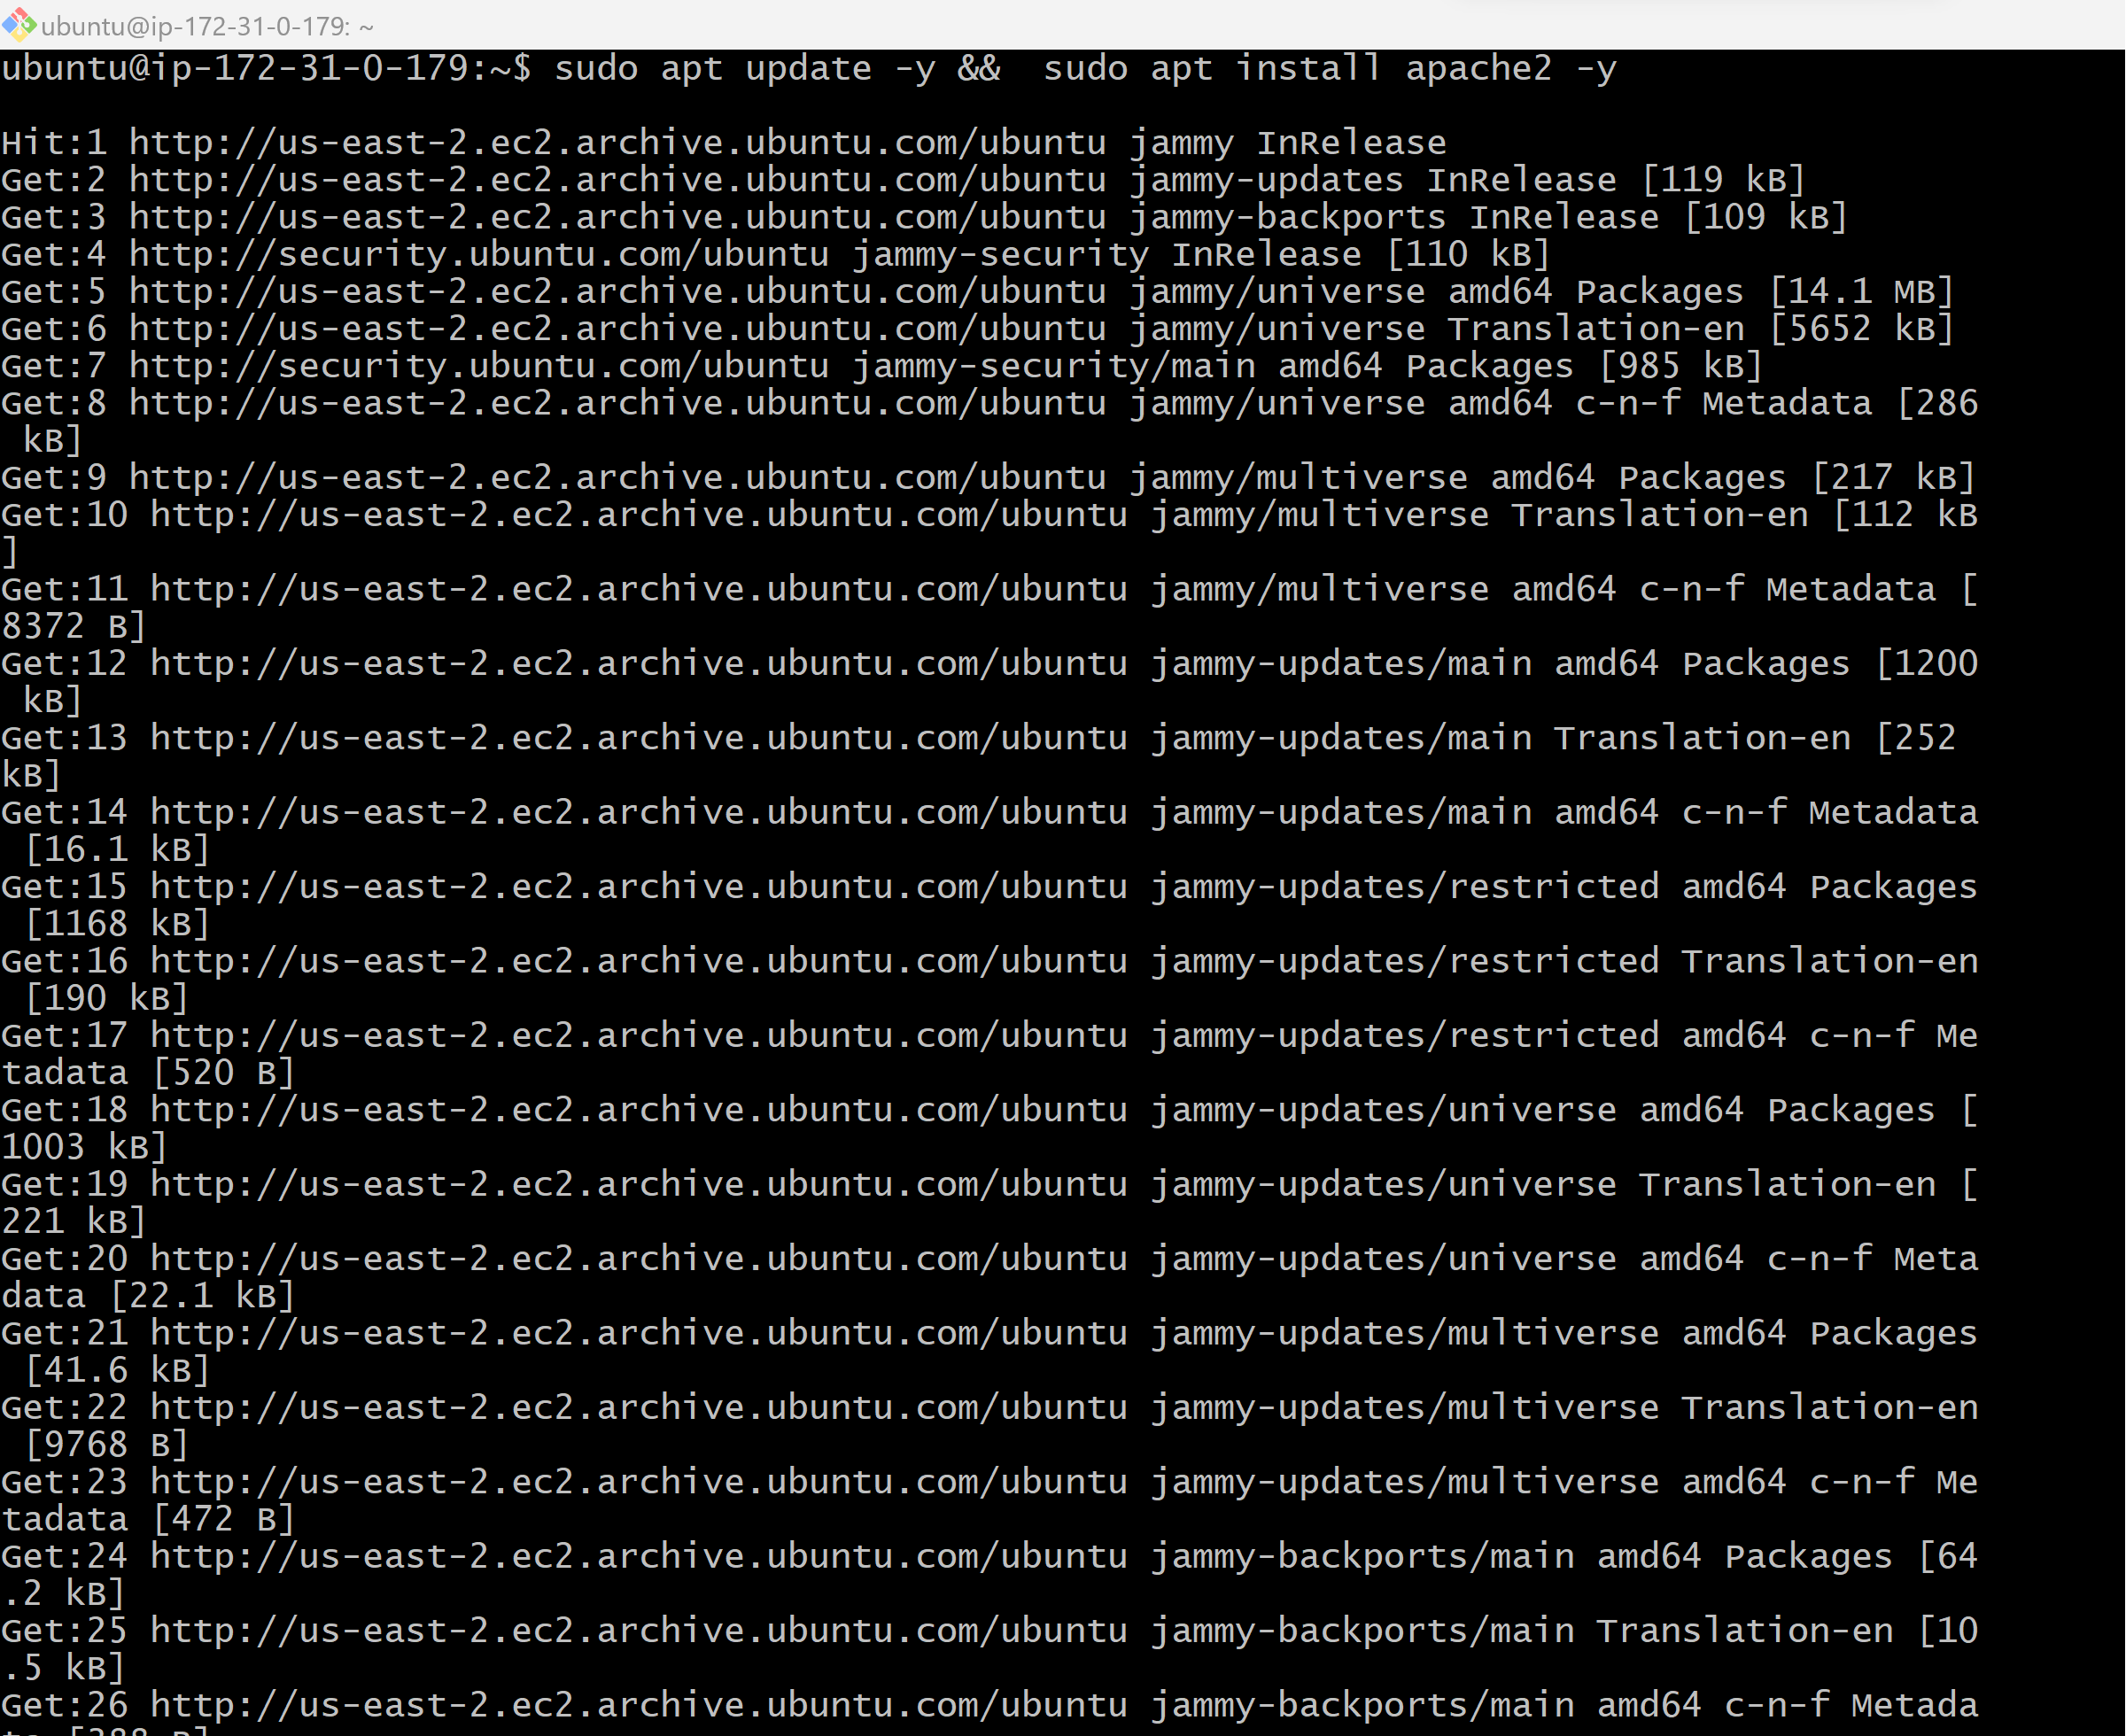 ubuntu@ip-172-31-0-179: ~
ubuntu@ip-172-31-0-179:~$ sudo apt update -y &&  sudo apt install apache2 -y
Hit:1 http://us-east-2.ec2.archive.ubuntu.com/ubuntu jammy InRelease
Get:2 http://us-east-2.ec2.archive.ubuntu.com/ubuntu jammy-updates InRelease [119 kB]
Get:3 http://us-east-2.ec2.archive.ubuntu.com/ubuntu jammy-backports InRelease [109 kB]
Get:4 http://security.ubuntu.com/ubuntu jammy-security InRelease [110 kB]
Get:5 http://us-east-2.ec2.archive.ubuntu.com/ubuntu jammy/universe amd64 Packages [14.1 MB]
Get:6 http://us-east-2.ec2.archive.ubuntu.com/ubuntu jammy/universe Translation-en [5652 kB]
Get:7 http://security.ubuntu.com/ubuntu jammy-security/main amd64 Packages [985 kB]
Get:8 http://us-east-2.ec2.archive.ubuntu.com/ubuntu jammy/universe amd64 c-n-f Metadata [286
 kB]
Get:9 http://us-east-2.ec2.archive.ubuntu.com/ubuntu jammy/multiverse amd64 Packages [217 kB]
Get:10 http://us-east-2.ec2.archive.ubuntu.com/ubuntu jammy/multiverse Translation-en [112 kB
]
Get:11 http://us-east-2.ec2.archive.ubuntu.com/ubuntu jammy/multiverse amd64 c-n-f Metadata [
8372 B]
Get:12 http://us-east-2.ec2.archive.ubuntu.com/ubuntu jammy-updates/main amd64 Packages [1200
 kB]
Get:13 http://us-east-2.ec2.archive.ubuntu.com/ubuntu jammy-updates/main Translation-en [252
kB]
Get:14 http://us-east-2.ec2.archive.ubuntu.com/ubuntu jammy-updates/main amd64 c-n-f Metadata
 [16.1 kB]
Get:15 http://us-east-2.ec2.archive.ubuntu.com/ubuntu jammy-updates/restricted amd64 Packages
 [1168 kB]
Get:16 http://us-east-2.ec2.archive.ubuntu.com/ubuntu jammy-updates/restricted Translation-en
 [190 kB]
Get:17 http://us-east-2.ec2.archive.ubuntu.com/ubuntu jammy-updates/restricted amd64 c-n-f Me
tadata [520 B]
Get:18 http://us-east-2.ec2.archive.ubuntu.com/ubuntu jammy-updates/universe amd64 Packages [
1003 kB]
Get:19 http://us-east-2.ec2.archive.ubuntu.com/ubuntu jammy-updates/universe Translation-en [
221 kB]
Get:20 http://us-east-2.ec2.archive.ubuntu.com/ubuntu jammy-updates/universe amd64 c-n-f Meta
data [22.1 kB]
Get:21 http://us-east-2.ec2.archive.ubuntu.com/ubuntu jammy-updates/multiverse amd64 Packages
 [41.6 kB]
Get:22 http://us-east-2.ec2.archive.ubuntu.com/ubuntu jammy-updates/multiverse Translation-en
 [9768 B]
Get:23 http://us-east-2.ec2.archive.ubuntu.com/ubuntu jammy-updates/multiverse amd64 c-n-f Me
tadata [472 B]
Get:24 http://us-east-2.ec2.archive.ubuntu.com/ubuntu jammy-backports/main amd64 Packages [64
.2 kB]
Get:25 http://us-east-2.ec2.archive.ubuntu.com/ubuntu jammy-backports/main Translation-en [10
.5 kB]
Get:26 http://us-east-2.ec2.archive.ubuntu.com/ubuntu jammy-backports/main amd64 c-n-f Metada